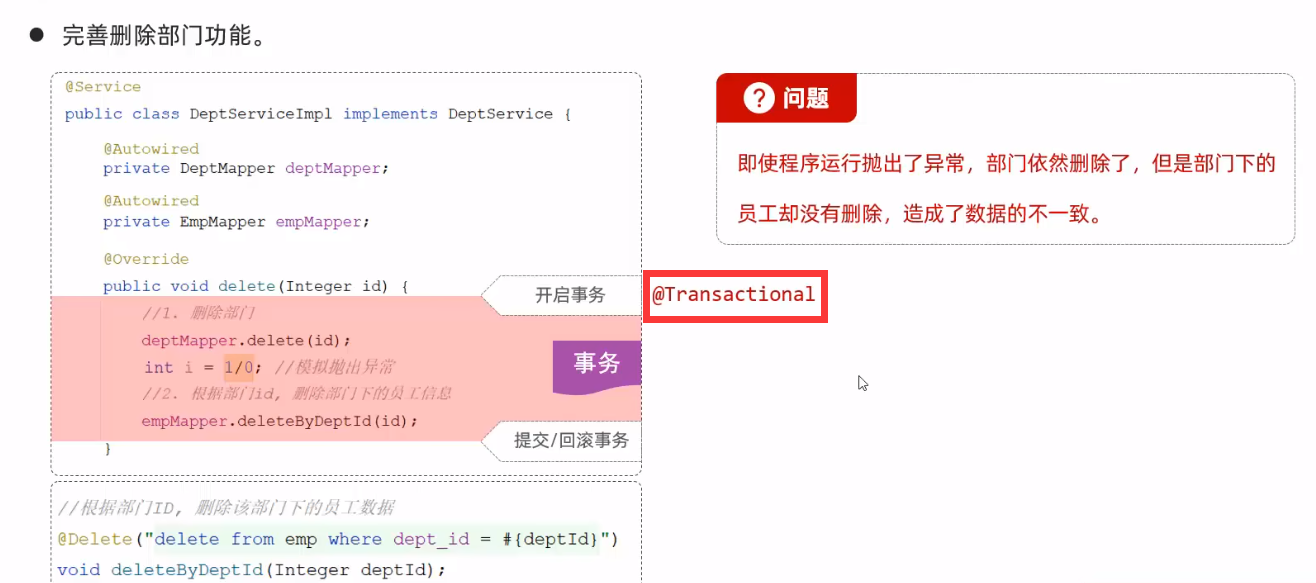 ● 完善删除部门功能。
@Service
public class DeptServiceImpl implements DeptService {
@Autowired
private DeptMapper deptMapper;
@Autowired
private EmpMapper empMapper;
@Override
public void delete(Integer id) {
//1. 删除部门
deptMapper.delete(id);
int i = 1/0; //模拟抛出异常
//2. 根据部门id, 删除部门下的员工信息
empMapper.deleteByDeptId(id);
}
开启事务
@Transactional
事务
提交/回滚事务
//根据部门ID, 删除该部门下的员工数据
@Delete("delete from emp where dept_id = #{deptId}")
void deleteByDeptId(Integer deptId);
? 问题
即使程序运行抛出了异常，部门依然删除了，但是部门下的
员工却没有删除，造成了数据的不一致。